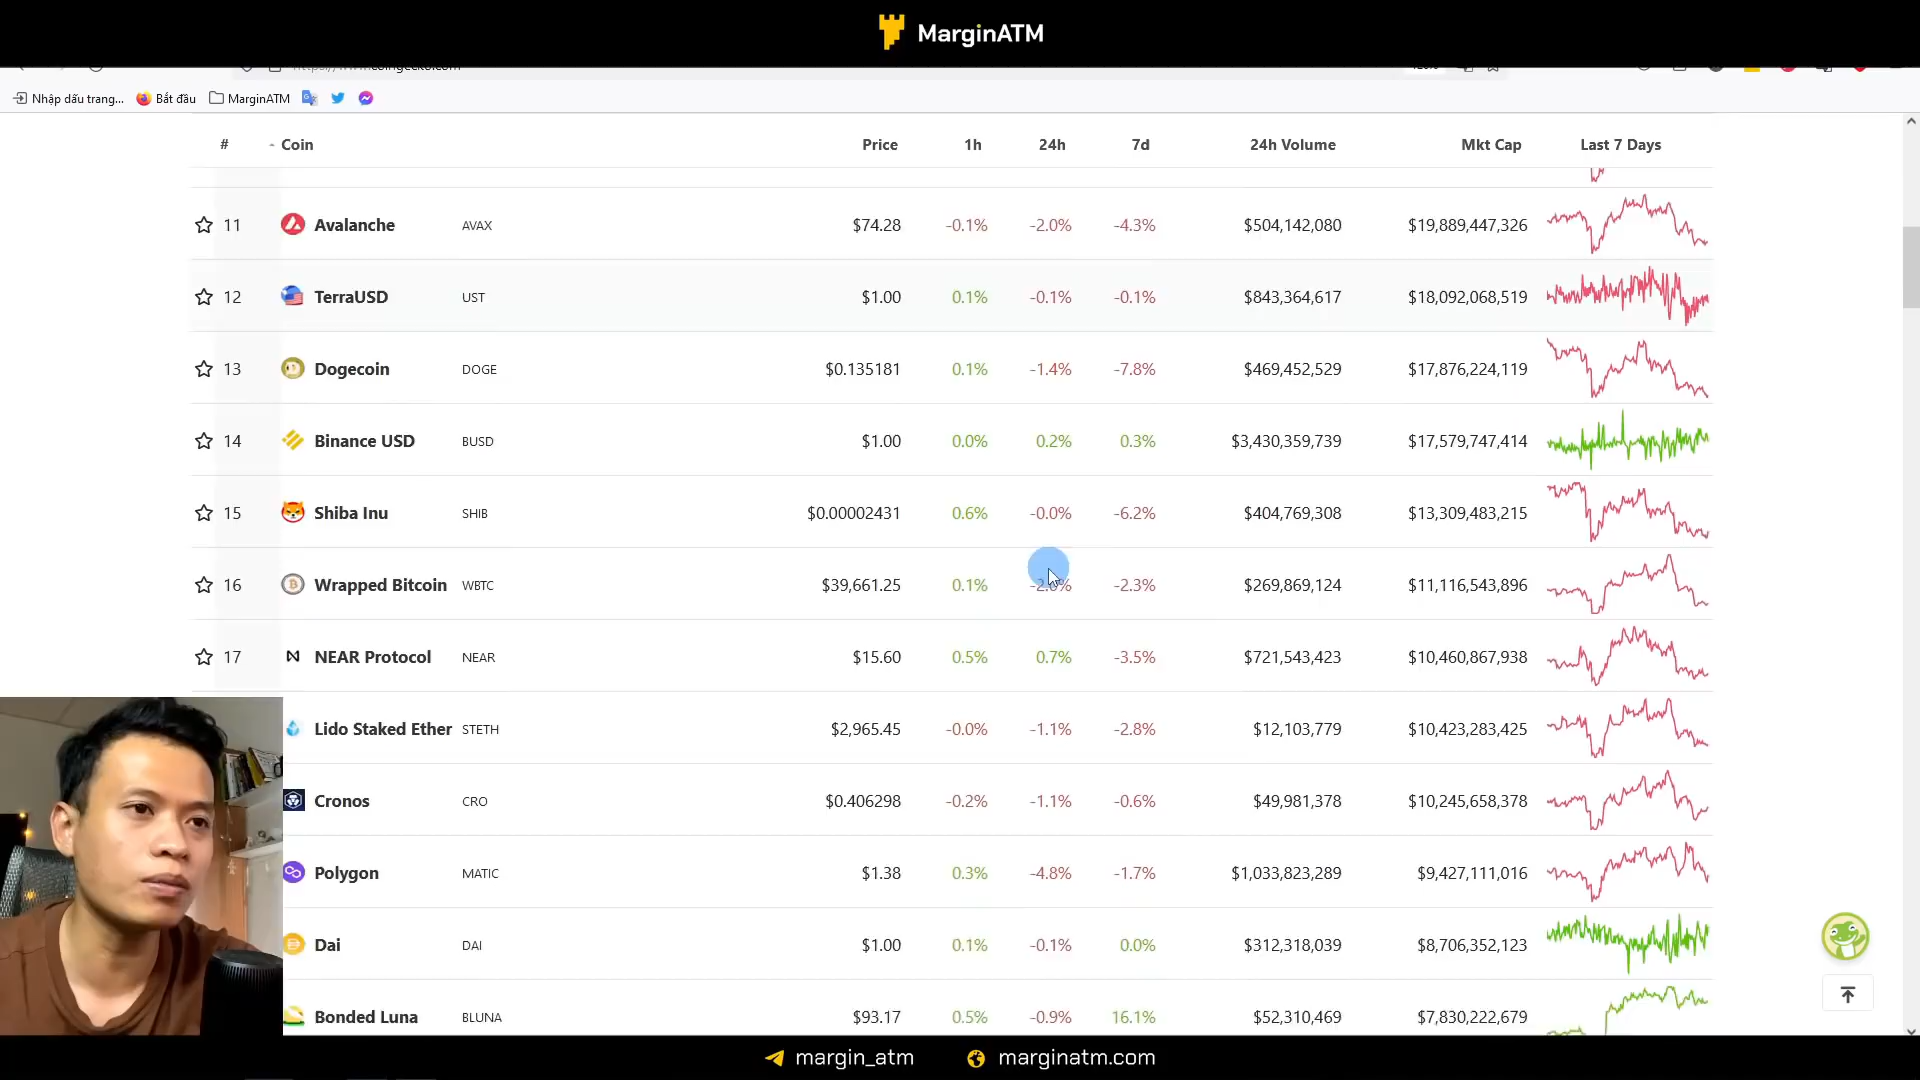 MarginATM
Nhập dấu trang... Bắt đầu MarginATM
# Coin Price 1h 24h 7d 24h Volume Mkt Cap Last 7 Days
11 Avalanche AVAX $74.28 -0.1% -2.0% -4.3% $504,142,080 $19,889,447,326
12 TerraUSD UST $1.00 0.1% -0.1% -0.1% $843,364,617 $18,092,068,519
13 Dogecoin DOGE $0.135181 0.1% -1.4% -7.8% $469,452,529 $17,876,224,119
14 Binance USD BUSD $1.00 0.0% 0.2% 0.3% $3,430,359,739 $17,579,747,414
15 Shiba Inu SHIB $0.00002431 0.6% -0.0% -6.2% $404,769,308 $13,309,483,215
16 Wrapped Bitcoin WBTC $39,661.25 0.1% -2.3% $269,869,124 $11,116,543,896
17 NEAR Protocol NEAR $15.60 0.5% 0.7% -3.5% $721,543,423 $10,460,867,938
Lido Staked Ether STETH $2,965.45 -0.0% -1.1% -2.8% $12,103,779 $10,423,283,425
Cronos CRO $0.406298 -0.2% -1.1% -0.6% $49,981,378 $10,245,658,378
Polygon MATIC $1.38 0.3% -4.8% -1.7% $1,033,823,289 $9,427,111,016
Dai DAI $1.00 0.1% -0.1% 0.0% $312,318,039 $8,706,352,123
Bonded Luna BLUNA $93.17 0.5% -0.9% 16.1% $52,310,469 $7,830,222,679
margin_atm marginatm.com